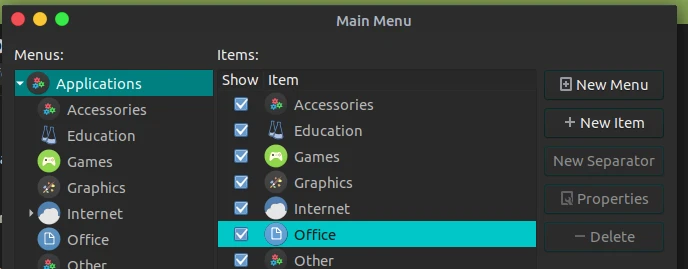 Main Menu
Menus:
Items:
Applications
Accessories
Education
Games
Graphics
Internet
Office
Other
Show Item
Accessories
Education
Games
Graphics
Internet
Office
Other
New Menu
New Item
New Separator
Properties
Delete